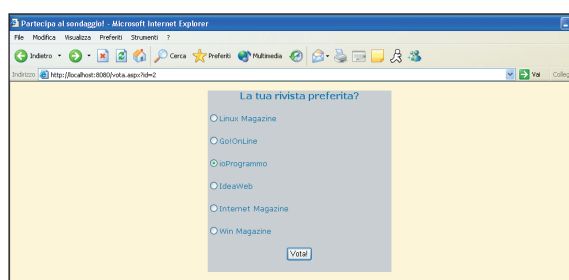 Partecipa al sondaggio! - Microsoft Internet Explorer
File Modifica Visualizza Preferiti Strumenti ?
Indietro Cerca Preferiti Multimedia
Indirizzo http://localhost:8080/vota.aspx?id=2 Vai Colleg
La tua rivista preferita?
Linux Magazine
Go!OnLine
ioProgrammo
IdeaWeb
Internet Magazine
Win Magazine
Vota!